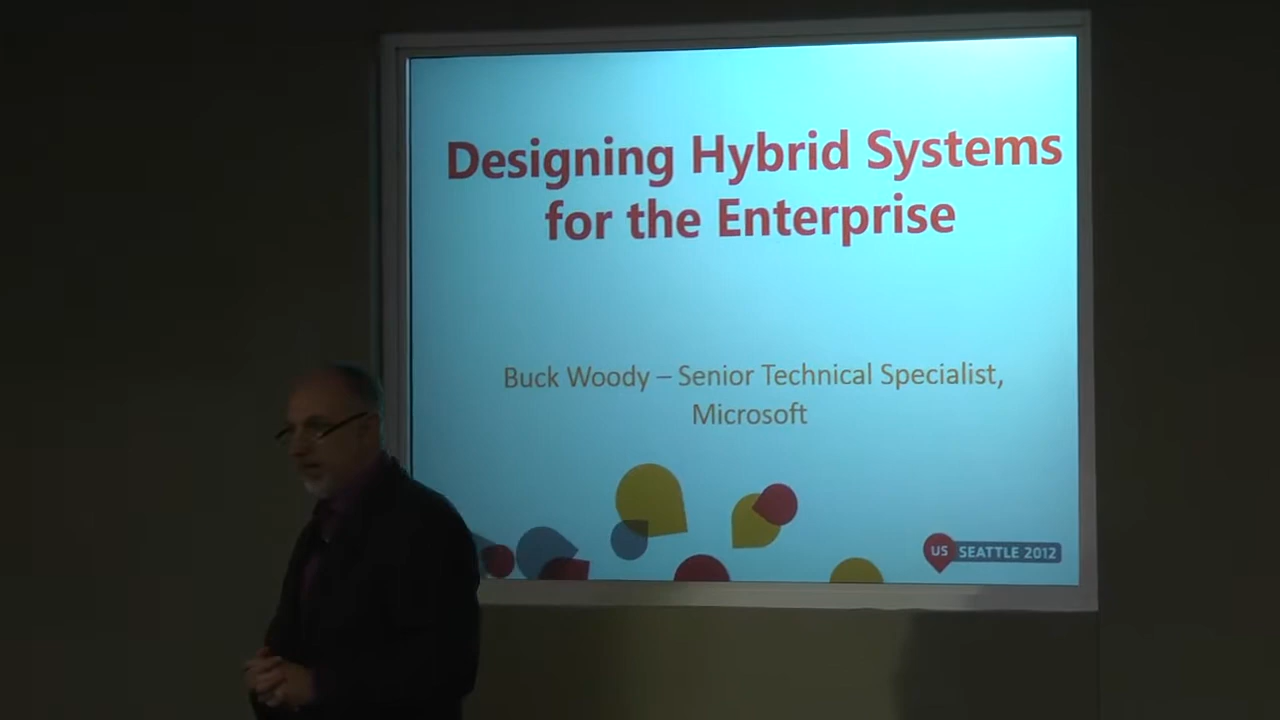 Designing Hybrid Systems
for the Enterprise
Buck Woody – Senior Technical Specialist,
Microsoft
US SEATTLE 2012